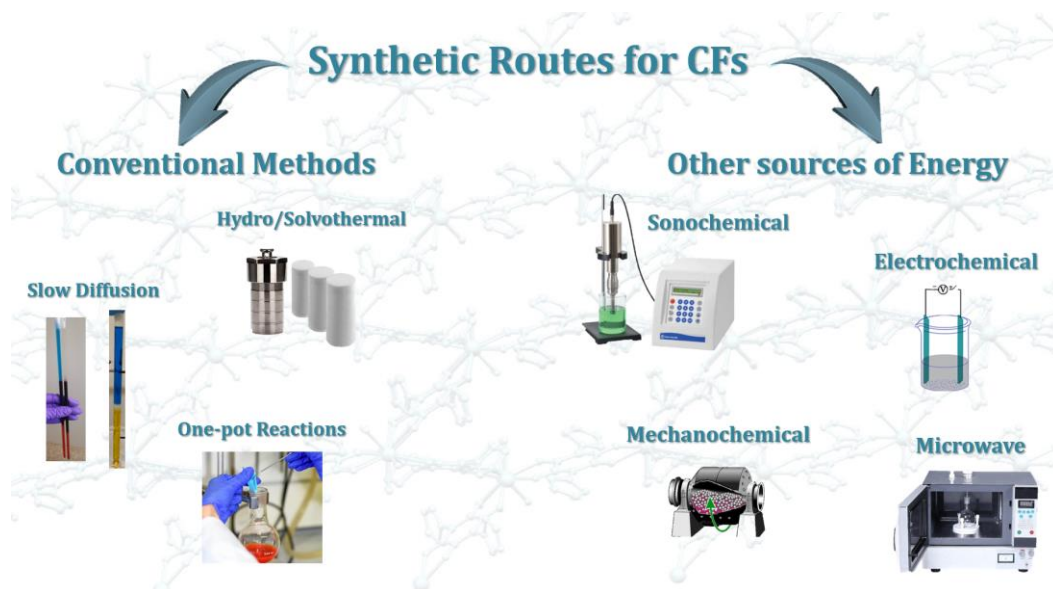 Synthetic Routes for CFs
Conventional Methods
Hydro/Solvothermal
Slow Diffusion
One-pot Reactions
Other sources of Energy
Sonochemical
Electrochemical
V
Mechanochemical
Microwave